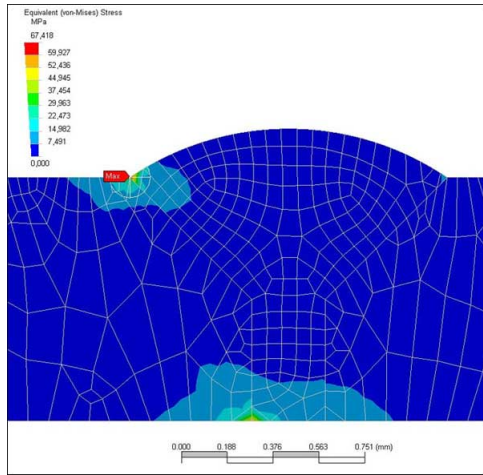 Equivalent (von-Mises) Stress
MPa
67,418
59,927
52,436
44,945
37,454
29,963
22,473
14,982
7,491
0,000
Max
0.000 0.188 0.376 0.563 0.751 (mm)